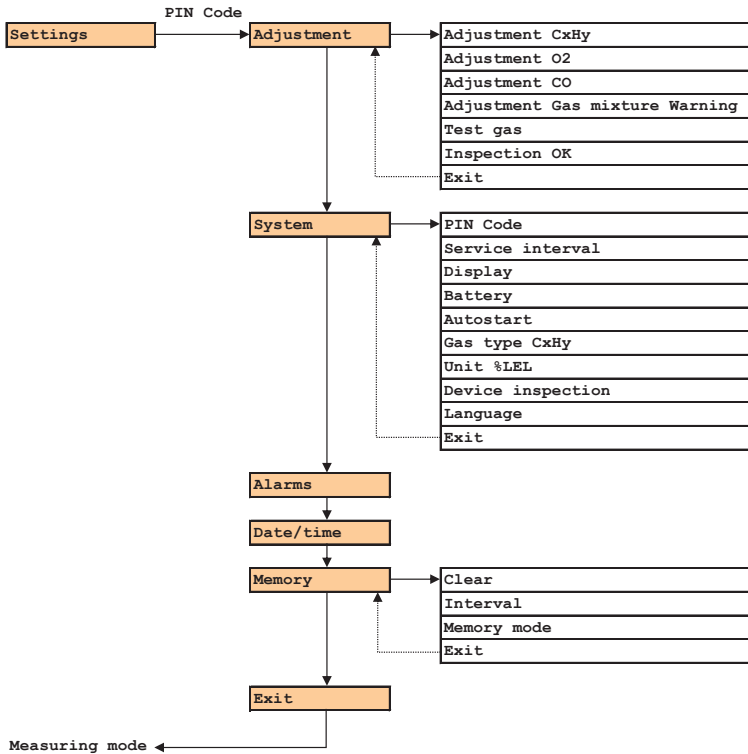 PIN Code
Settings
Adjustment
Adjustment CxHy
Adjustment O2
Adjustment CO
Adjustment Gas mixture Warning
Test gas
Inspection OK
Exit
System
PIN Code
Service interval
Display
Battery
Autostart
Gas type CxHy
Unit %LEL
Device inspection
Language
Exit
Alarms
Date/time
Memory
Clear
Interval
Memory mode
Exit
Exit
Measuring mode